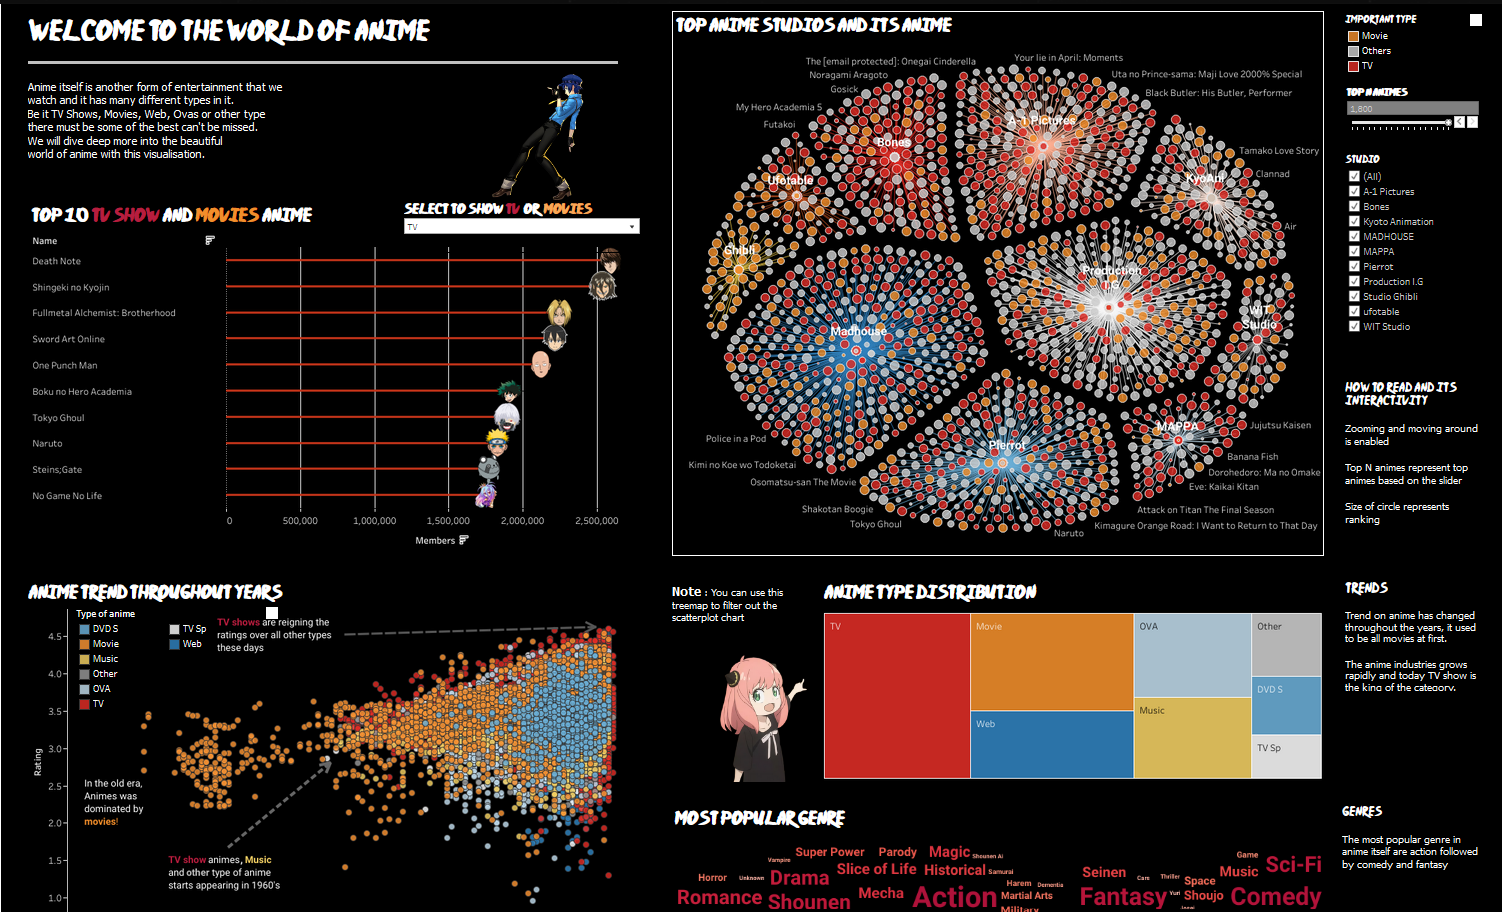 WELCOME TO THE WORLD OF ANIME
Anime itself is another form of entertainment that we
watch and it has many different types in it.
Be it TV Shows, Movies, Web, Ovas or other type
there must be some of the best can't be missed.
We will dive deep more into the beautiful
world of anime with this visualisation.
TOP 10 TV SHOW AND MOVIES ANIME
SELECT TO SHOW TV OR MOVIES
TV
Name
Death Note
Shingeki no Kyojin
Fullmetal Alchemist: Brotherhood
Sword Art Online
One Punch Man
Boku no Hero Academia
Tokyo Ghoul
Naruto
Steins;Gate
No Game No Life
0 500,000 1,000,000 1,500,000 2,000,000 2,500,000
Members
TOP ANIME STUDIOS AND ITS ANIME
The [email protected]: Onegai Cinderella
Your lie in April: Moments
Noragami Aragoto
Uta no Prince-sama: Maji Love 2000% Special
Gosick
Black Butler: His Butler, Performer
My Hero Academia 5
Futakoi
A-1 Pictures
Bones
Tamako Love Story
Ufotable
KyoAni
Clannad
Air
Ghibli
Production
I.G
WIT
Studio
Madhouse
Police in a Pod
Pierrot
MAPPA
Jujutsu Kaisen
Kimi no Koe wo Todoketai
Banana Fish
Dorohedoro: Ma no Omake
Osomatsu-san The Movie
Eve: Kaikai Kitan
Shakotan Boogie
Attack on Titan The Final Season
Tokyo Ghoul
Kimagure Orange Road: I Want to Return to That Day
Naruto
IMPORTANT TYPE
Movie
Others
TV
TOP N ANIMES
1,800
STUDIO
(All)
A-1 Pictures
Bones
Kyoto Animation
MADHOUSE
MAPPA
Pierrot
Production I.G
Studio Ghibli
ufotable
WIT Studio
HOW TO READ AND ITS
INTERACTIVITY
Zooming and moving around
is enabled
Top N animes represent top
animes based on the slider
Size of circle represents
ranking
ANIME TREND THROUGHOUT YEARS
Type of anime
DVD S
Movie
Music
Other
OVA
TV
TV Sp
Web
TV shows are reigning the
ratings over all other types
these days
4.5
4.0
3.5
3.0
2.5
2.0
1.5
1.0
Rating
In the old era,
Animes was
dominated by
movies!
TV show animes, Music
and other type of anime
starts appearing in 1960's
Note : You can use this
treemap to filter out the
scatterplot chart
ANIME TYPE DISTRIBUTION
TV
Movie
Web
OVA
Music
Other
DVD S
TV Sp
TRENDS
Trend on anime has changed
throughout the years, it used
to be all movies at first.
The anime industries grows
rapidly and today TV show is
the king of the category.
MOST POPULAR GENRE
Super Power Parody Magic Shounen Ai Game
Vampire Slice of Life Historical Samurai Sci-Fi
Horror Unknown Drama Harem Dementia Seinen Cars Thriller Space Music
Romance Shounen Mecha Action Martial Arts Fantasy Yuri Shoujo Comedy
Military
Josei
GENRES
The most popular genre in
anime itself are action followed
by comedy and fantasy